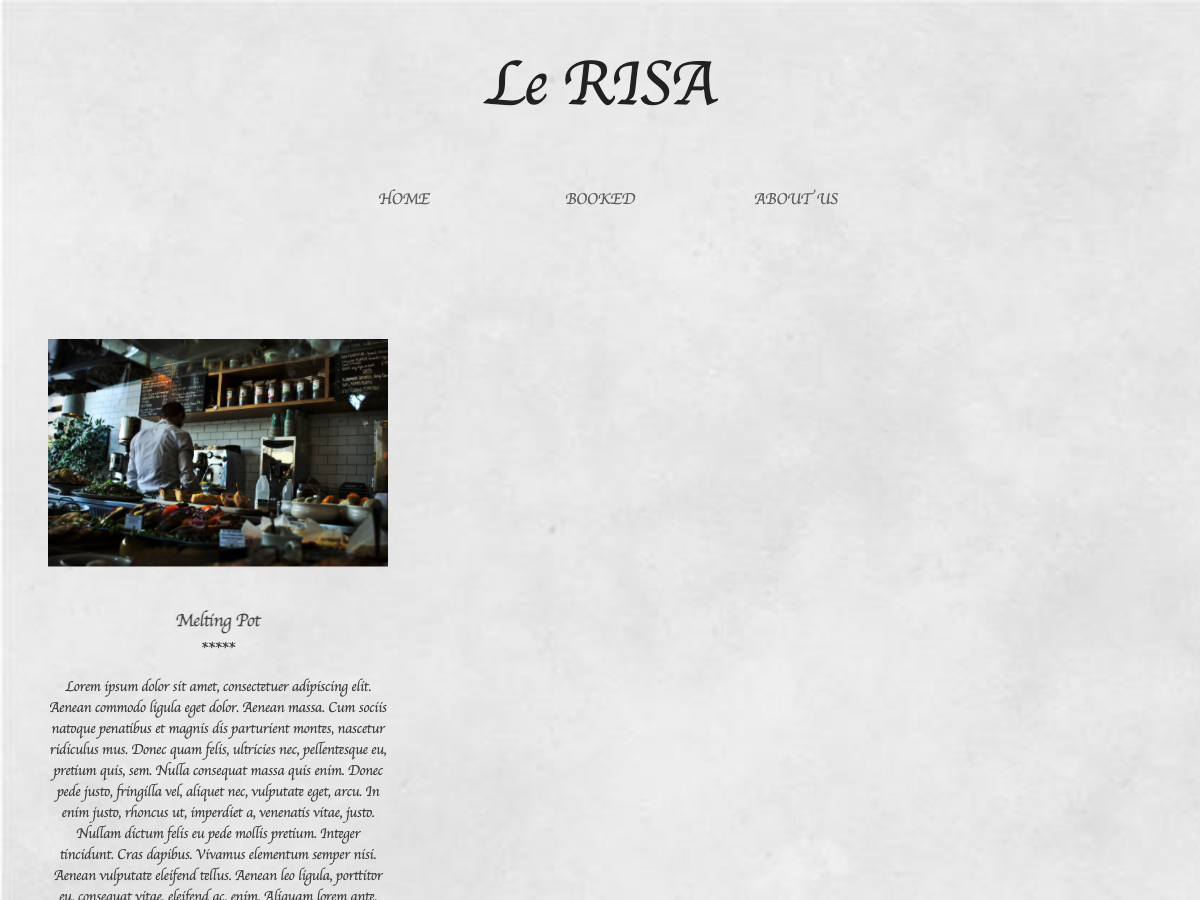 Le RISA
HOME BOOKED ABOUT US
Melting Pot
*****
Lorem ipsum dolor sit amet, consectetuer adipiscing elit.
Aenean commodo ligula eget dolor. Aenean massa. Cum sociis
natoque penatibus et magnis dis parturient montes, nascetur
ridiculus mus. Donec quam felis, ultricies nec, pellentesque eu,
pretium quis, sem. Nulla consequat massa quis enim. Donec
pede justo, fringilla vel, aliquet nec, vulputate eget, arcu. In
enim justo, rhoncus ut, imperdiet a, venenatis vitae, justo.
Nullam dictum felis eu pede mollis pretium. Integer
tincidunt. Cras dapibus. Vivamus elementum semper nisi.
Aenean vulputate eleifend tellus. Aenean leo ligula, porttitor
eu, consequat vitae, eleifend ac, enim. Aliquam lorem ante,